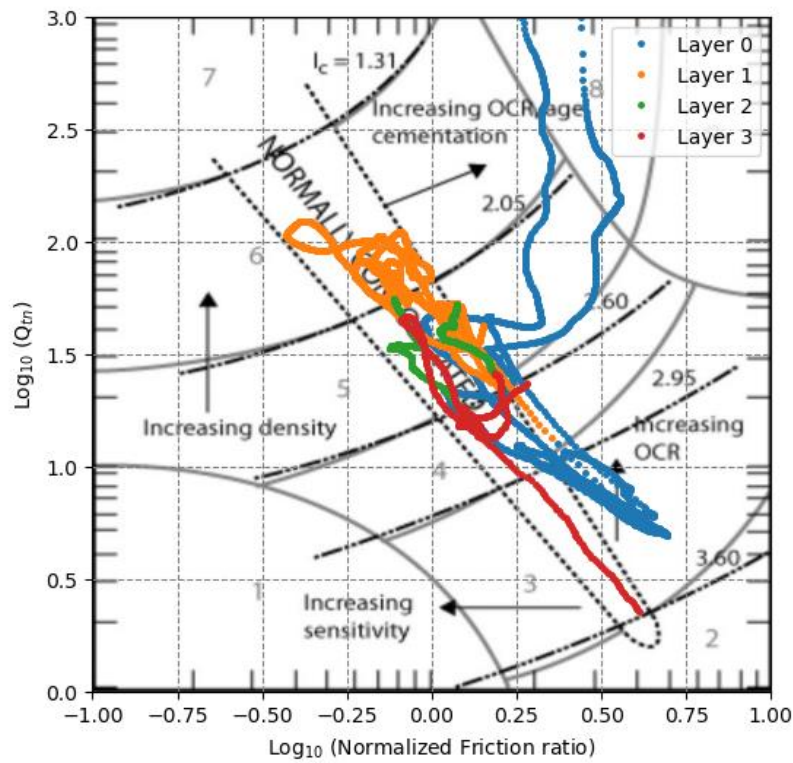 3.0
2.5
2.0
1.5
1.0
0.5
0.0
Log₁₀ (Qtn)
Layer 0
Layer 1
Layer 2
Layer 3
7
Ic = 1.31
8
Increasing OCR, age
cementation
2.05
6
2.60
5
2.95
Increasing density
Increasing
OCR
4
3.60
1
3
Increasing
sensitivity
2
−1.00
−0.75
−0.50
−0.25
0.00
0.25
0.50
0.75
1.00
Log₁₀ (Normalized Friction ratio)